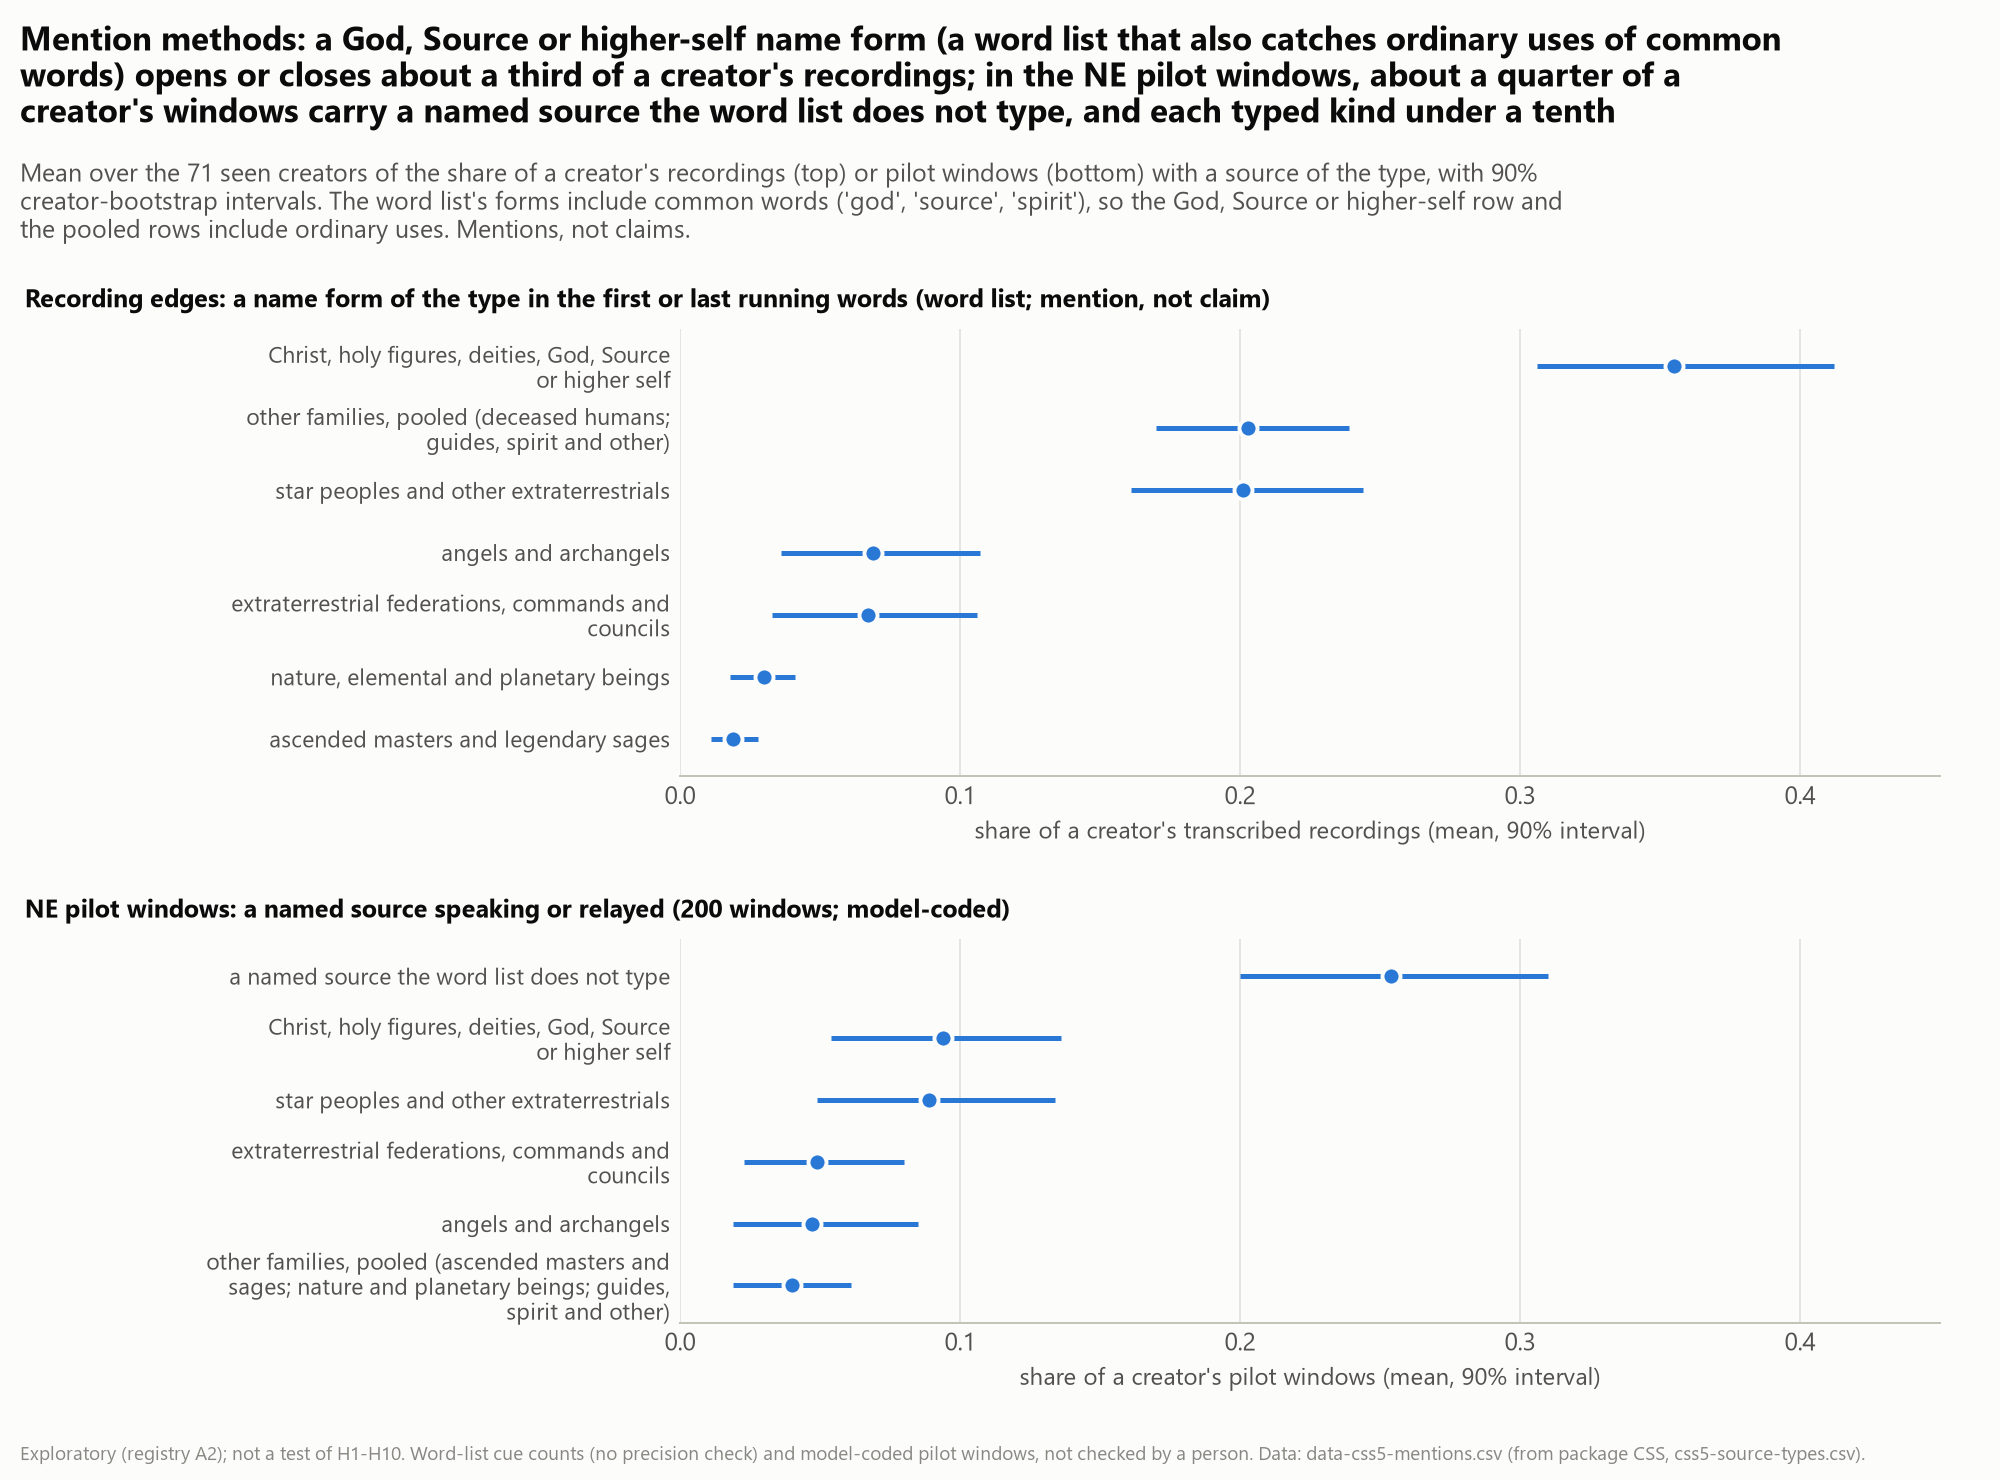 Mention methods: a God, Source or higher-self name form (a word list that also catches ordinary uses of common
words) opens or closes about a third of a creator's recordings; in the NE pilot windows, about a quarter of a
creator's windows carry a named source the word list does not type, and each typed kind under a tenth
Mean over the 71 seen creators of the share of a creator's recordings (top) or pilot windows (bottom) with a source of the type, with 90%
creator-bootstrap intervals. The word list's forms include common words ('god', 'source', 'spirit'), so the God, Source or higher-self row and
the pooled rows include ordinary uses. Mentions, not claims.
Recording edges: a name form of the type in the first or last running words (word list; mention, not claim)
Christ, holy figures, deities, God, Source
or higher self
other families, pooled (deceased humans;
guides, spirit and other)
star peoples and other extraterrestrials
angels and archangels
extraterrestrial federations, commands and
councils
nature, elemental and planetary beings
ascended masters and legendary sages
0.0 0.1 0.2 0.3 0.4
share of a creator's transcribed recordings (mean, 90% interval)
NE pilot windows: a named source speaking or relayed (200 windows; model-coded)
a named source the word list does not type
Christ, holy figures, deities, God, Source
or higher self
star peoples and other extraterrestrials
extraterrestrial federations, commands and
councils
angels and archangels
other families, pooled (ascended masters and
sages; nature and planetary beings; guides,
spirit and other)
0.0 0.1 0.2 0.3 0.4
share of a creator's pilot windows (mean, 90% interval)
Exploratory (registry A2); not a test of H1-H10. Word-list cue counts (no precision check) and model-coded pilot windows, not checked by a person. Data: data-css5-mentions.csv (from package CSS, css5-source-types.csv).